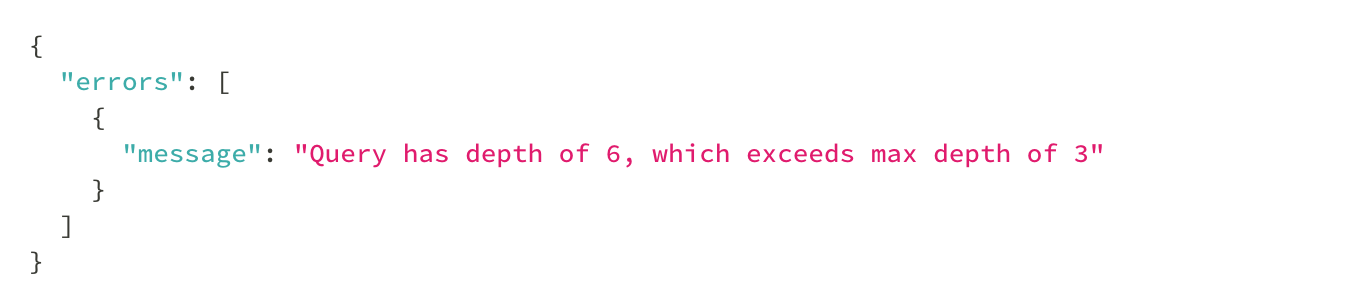 {
  "errors": [
    {
      "message": "Query has depth of 6, which exceeds max depth of 3"
    }
  ]
}